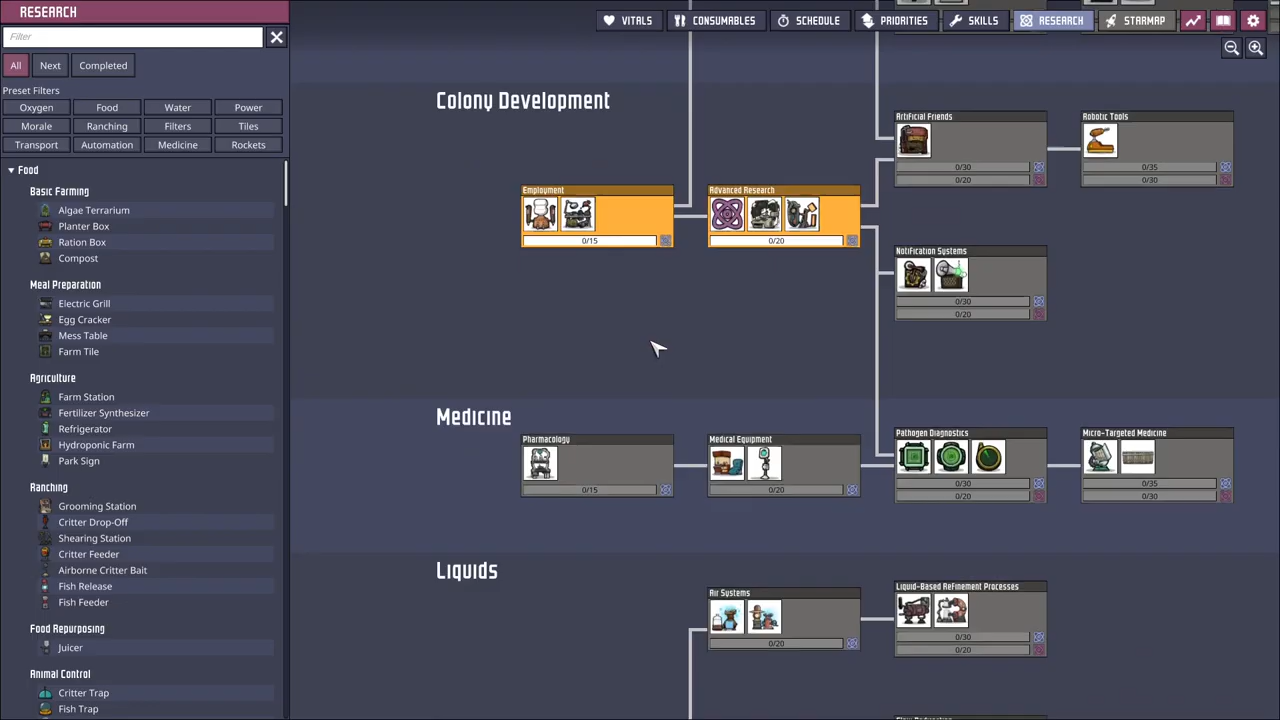 RESEARCH
VITALS
CONSUMABLES
SCHEDULE
PRIORITIES
SKILLS
RESEARCH
STARMAP
Filter
All
Next
Completed
Preset Filters
Oxygen
Food
Water
Power
Morale
Ranching
Filters
Tiles
Transport
Automation
Medicine
Rockets
Food
Basic Farming
Algae Terrarium
Planter Box
Ration Box
Compost
Meal Preparation
Electric Grill
Egg Cracker
Mess Table
Farm Tile
Agriculture
Farm Station
Fertilizer Synthesizer
Refrigerator
Hydroponic Farm
Park Sign
Ranching
Grooming Station
Critter Drop-Off
Shearing Station
Critter Feeder
Airborne Critter Bait
Fish Release
Fish Feeder
Food Repurposing
Juicer
Animal Control
Critter Trap
Fish Trap
Colony Development
Artificial Friends
0/30
0/20
Robotic Tools
0/35
0/30
Employment
0/15
Advanced Research
0/20
Notification Systems
0/30
0/20
Medicine
Pharmacology
0/15
Medical Equipment
0/20
Pathogen Diagnostics
0/30
0/20
Micro-Targeted Medicine
0/35
0/30
Liquids
Air Systems
0/20
Liquid-Based Refinement Processes
0/30
0/20